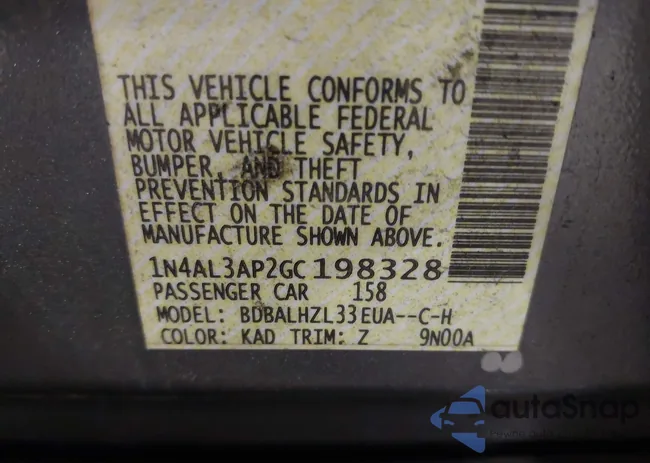 THIS VEHICLE CONFORMS TO
ALL APPLICABLE FEDERAL
MOTOR VEHICLE SAFETY,
BUMPER, AND THEFT
PREVENTION STANDARDS IN
EFFECT ON THE DATE OF
MANUFACTURE SHOWN ABOVE.
1N4AL3AP2GC198328
PASSENGER CAR 158
MODEL: BDBALHZL33EUA--C-H
COLOR: KAD TRIM: Z 9N00A
autoSnap